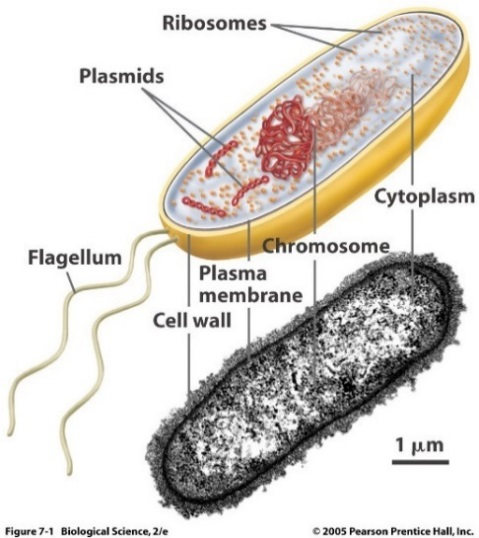 Ribosomes
Plasmids
Cytoplasm
Chromosome
Flagellum
Plasma
membrane
Cell wall
1 µm
Figure 7-1 Biological Science, 2/e
© 2005 Pearson Prentice Hall, Inc.